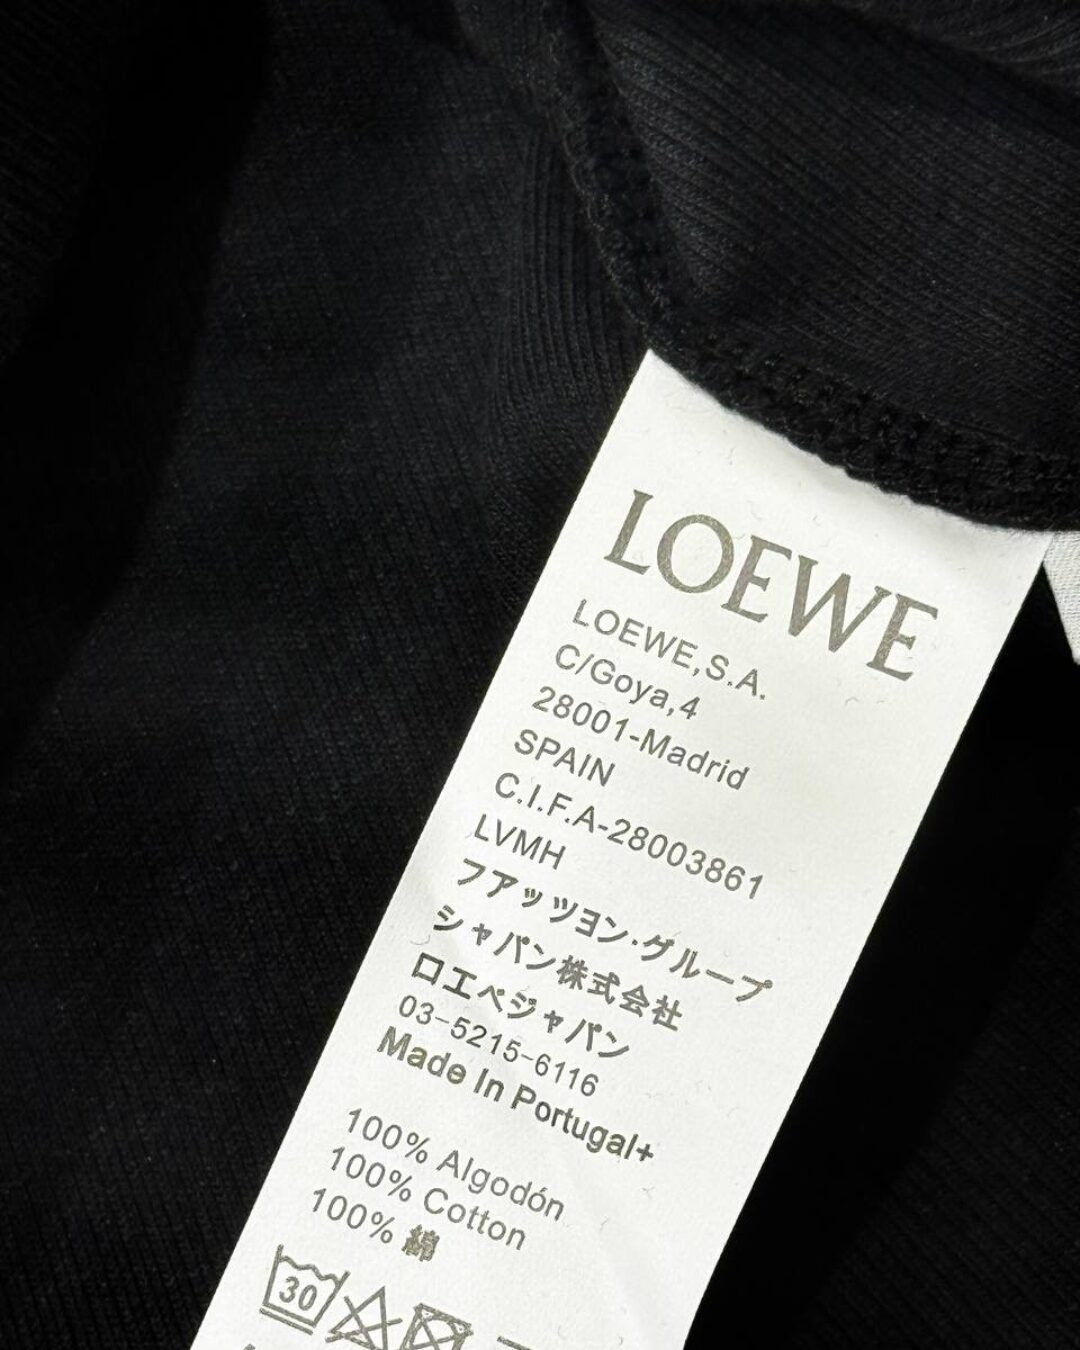 LOEWE
LOEWE,S.A.
C/Goya,4
28001-Madrid
SPAIN
C.I.F.A-28003861
LVMH
フアッツヨン·グループ
シャパン株式会社
ロエペジャパン
03-5215-6116
Made In Portugal+
100% Algodón
100% Cotton
100% 綿
30